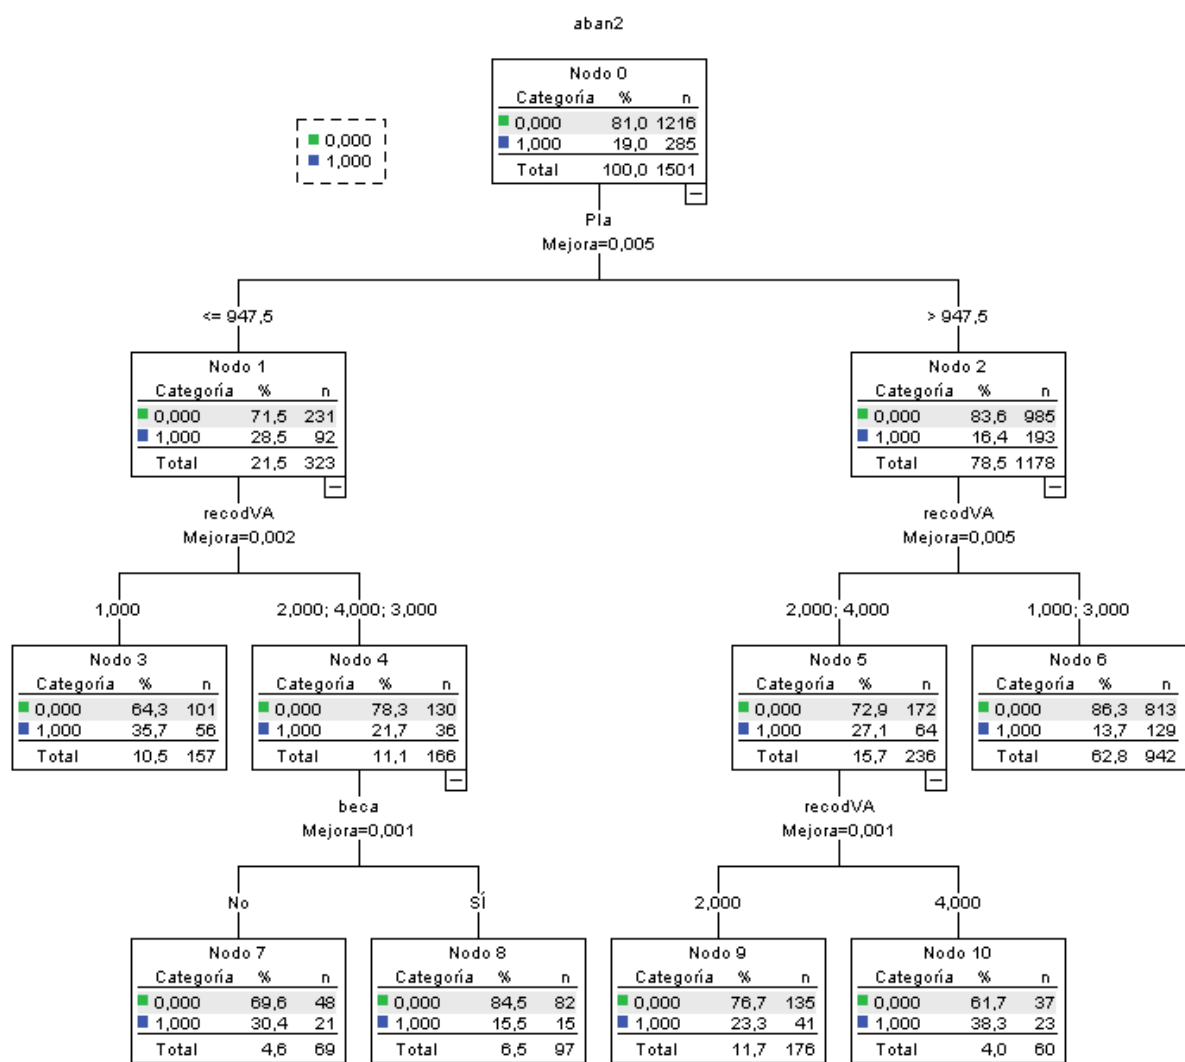 aban2
Nodo 0
Categoría % n
0,000 81,0 1216
1,000 19,0 285
Total 100,0 1501
0,000
1,000
Pla
Mejora=0,005
<= 947,5
> 947,5
Nodo 1
Categoría % n
0,000 71,5 231
1,000 28,5 92
Total 21,5 323
Nodo 2
Categoría % n
0,000 83,6 985
1,000 16,4 193
Total 78,5 1178
recodVA
Mejora=0,002
recodVA
Mejora=0,005
1,000
2,000; 4,000; 3,000
2,000; 4,000
1,000; 3,000
Nodo 3
Categoría % n
0,000 64,3 101
1,000 35,7 56
Total 10,5 157
Nodo 4
Categoría % n
0,000 78,3 130
1,000 21,7 36
Total 11,1 166
Nodo 5
Categoría % n
0,000 72,9 172
1,000 27,1 64
Total 15,7 236
Nodo 6
Categoría % n
0,000 86,3 813
1,000 13,7 129
Total 62,8 942
beca
Mejora=0,001
recodVA
Mejora=0,001
No
SÍ
2,000
4,000
Nodo 7
Categoría % n
0,000 69,6 48
1,000 30,4 21
Total 4,6 69
Nodo 8
Categoría % n
0,000 84,5 82
1,000 15,5 15
Total 6,5 97
Nodo 9
Categoría % n
0,000 76,7 135
1,000 23,3 41
Total 11,7 176
Nodo 10
Categoría % n
0,000 61,7 37
1,000 38,3 23
Total 4,0 60